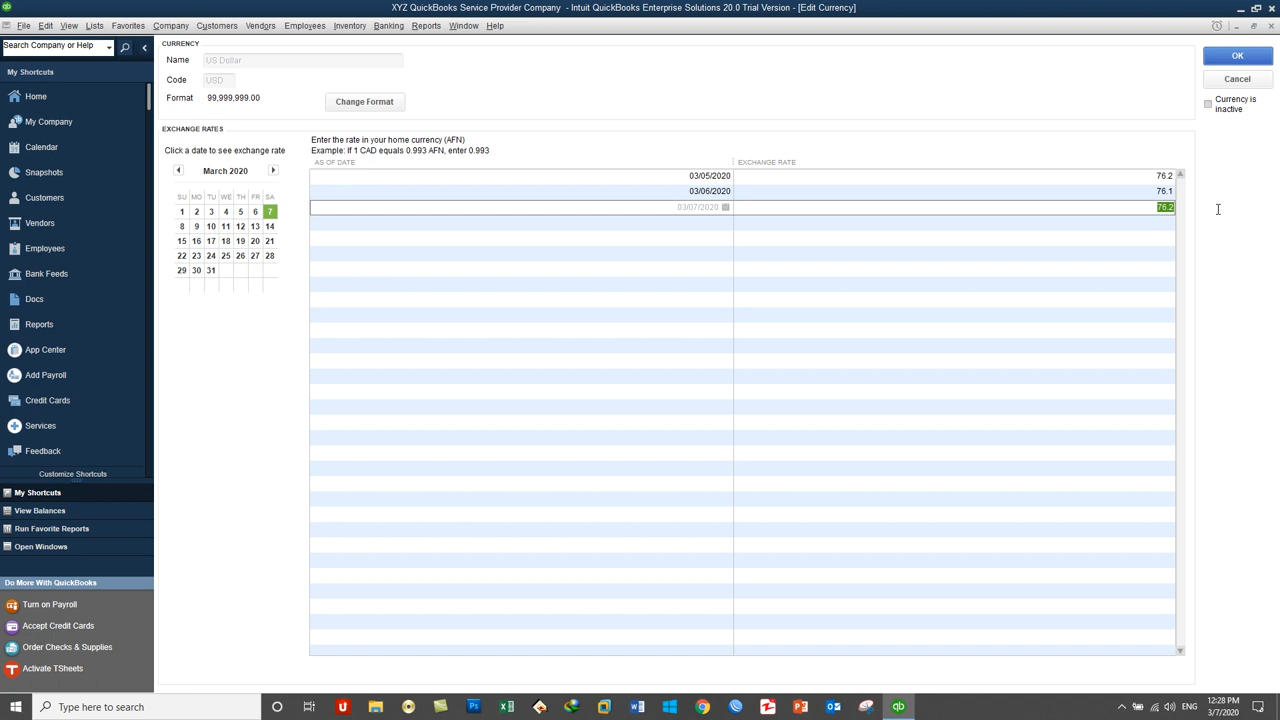 XYZ QuickBooks Service Provider Company - Intuit QuickBooks Enterprise Solutions 20.0 Trial Version - [Edit Currency]
File Edit View Lists Favorites Company Customers Vendors Employees Inventory Banking Reports Window Help
Search Company or Help
My Shortcuts
Home
My Company
Calendar
Snapshots
Customers
Vendors
Employees
Bank Feeds
Docs
Reports
App Center
Add Payroll
Credit Cards
Services
Feedback
Customize Shortcuts
My Shortcuts
View Balances
Run Favorite Reports
Open Windows
Do More With QuickBooks
Turn on Payroll
Accept Credit Cards
Order Checks & Supplies
Activate TSheets
CURRENCY
Name US Dollar
Code USD
Format 99,999,999.00 Change Format
OK
Cancel
Currency is
inactive
EXCHANGE RATES
Click a date to see exchange rate
March 2020
SU MO TU WE TH FR SA
1 2 3 4 5 6 7
8 9 10 11 12 13 14
15 16 17 18 19 20 21
22 23 24 25 26 27 28
29 30 31
Enter the rate in your home currency (AFN)
Example: If 1 CAD equals 0.993 AFN, enter 0.993
AS OF DATE EXCHANGE RATE
03/05/2020 76.2
03/06/2020 76.1
03/07/2020 76.2
Type here to search
12:28 PM
3/7/2020